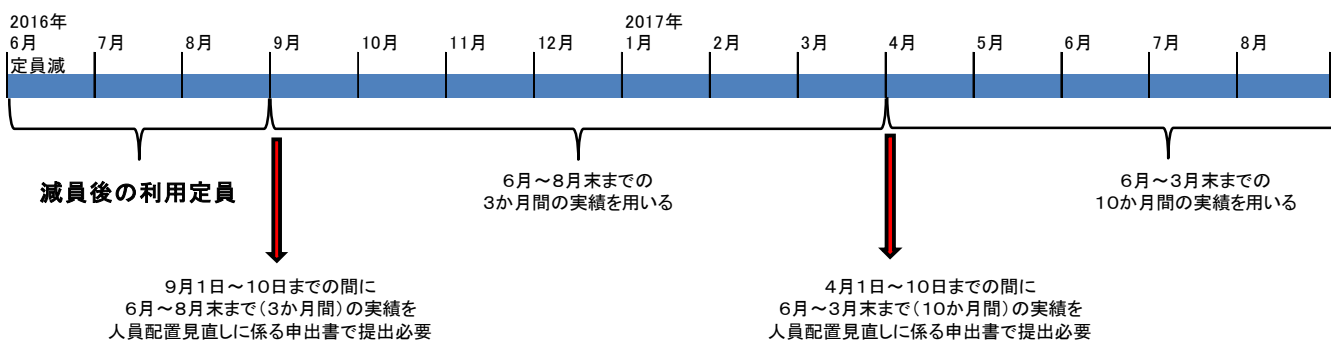 2016年
2017年
6月
7月
8月
9月
10月
11月
12月
1月
2月
3月
4月
5月
6月
7月
8月
定員減
減員後の利用定員
6月～8月末までの
3か月間の実績を用いる
6月～3月末までの
10か月間の実績を用いる
9月1日～10日までの間に
6月～8月末まで（3か月間）の実績を
人員配置見直しに係る申出書で提出必要
4月1日～10日までの間に
6月～3月末まで（10か月間）の実績を
人員配置見直しに係る申出書で提出必要